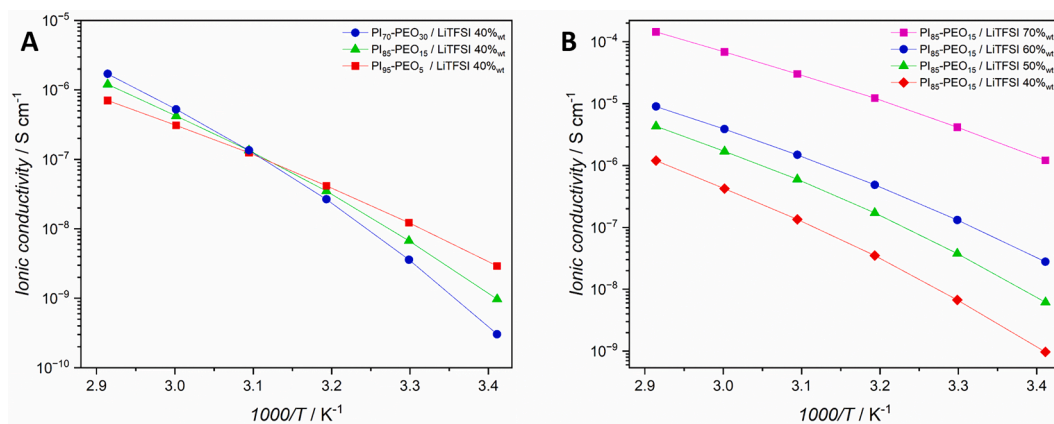 A
Ionic conductivity / S cm⁻¹
10⁻⁵
10⁻⁶
10⁻⁷
10⁻⁸
10⁻⁹
10⁻¹⁰
PI₇₀-PEO₃₀ / LiTFSI 40%wt
PI₈₅-PEO₁₅ / LiTFSI 40%wt
PI₉₅-PEO₅ / LiTFSI 40%wt
2.9 3.0 3.1 3.2 3.3 3.4
1000/T / K⁻¹
B
Ionic conductivity / S cm⁻¹
10⁻⁴
10⁻⁵
10⁻⁶
10⁻⁷
10⁻⁸
10⁻⁹
PI₈₅-PEO₁₅ / LiTFSI 70%wt
PI₈₅-PEO₁₅ / LiTFSI 60%wt
PI₈₅-PEO₁₅ / LiTFSI 50%wt
PI₈₅-PEO₁₅ / LiTFSI 40%wt
2.9 3.0 3.1 3.2 3.3 3.4
1000/T / K⁻¹